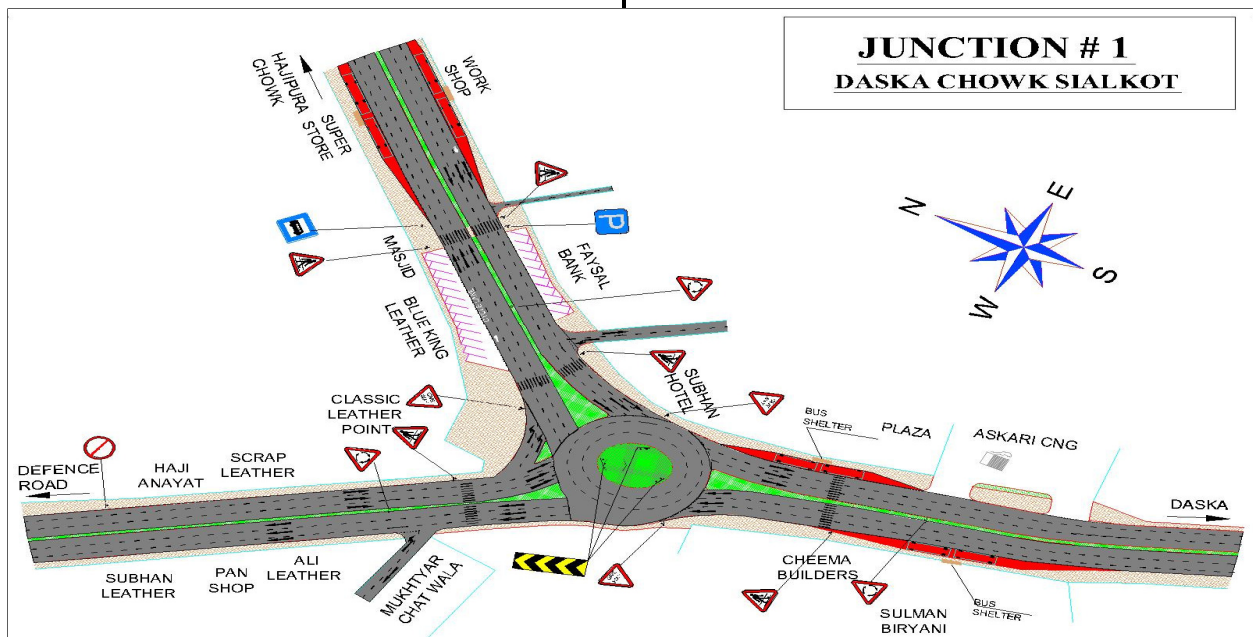 JUNCTION # 1
DASKA CHOWK SIALKOT
HAJIPURA
CHOWK
SUPER
STORE
WORK
SHOP
N
E
S
W
P
MASJID
FAYSAL
BANK
BLUE KING
LEATHER
SUBHAN
HOTEL
CLASSIC
LEATHER
POINT
BUS
SHELTER
PLAZA
ASKARI CNG
DEFENCE
ROAD
HAJI
ANAYAT
SCRAP
LEATHER
DASKA
SUBHAN
LEATHER
PAN
SHOP
ALI
LEATHER
MUKHTYAR
CHAT WALA
CHEEMA
BUILDERS
SULMAN
BIRYANI
BUS
SHELTER